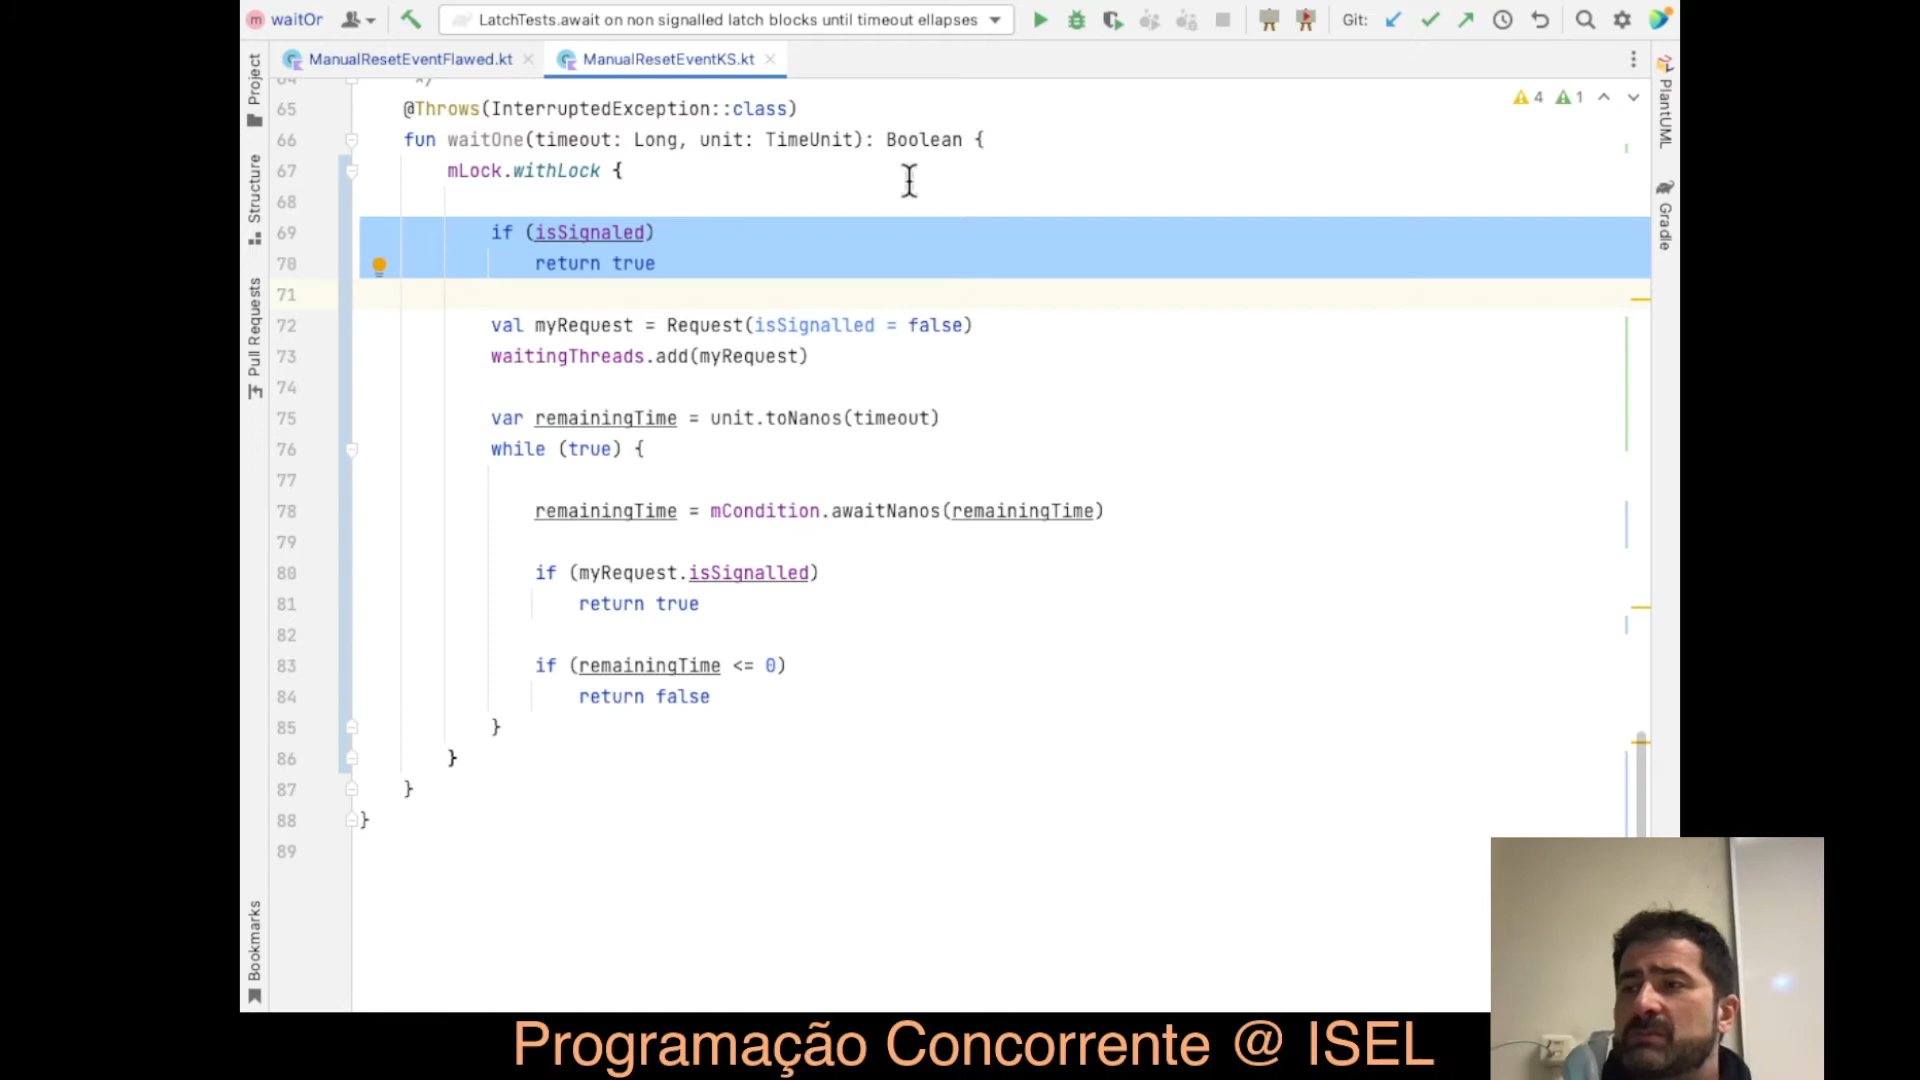 waitOr
LatchTests.await on non signalled latch blocks until timeout ellapses
Git:
Project
ManualResetEventFlawed.kt
ManualResetEventKS.kt
PlantUML
Gradle
Structure
Pull Requests
Bookmarks
4 1
64 */
65 @Throws(InterruptedException::class)
66 fun waitOne(timeout: Long, unit: TimeUnit): Boolean {
67 mLock.withLock {
68
69 if (isSignaled)
70 return true
71
72 val myRequest = Request(isSignalled = false)
73 waitingThreads.add(myRequest)
74
75 var remainingTime = unit.toNanos(timeout)
76 while (true) {
77
78 remainingTime = mCondition.awaitNanos(remainingTime)
79
80 if (myRequest.isSignalled)
81 return true
82
83 if (remainingTime <= 0)
84 return false
85 }
86 }
87 }
88 }
89
Programação Concorrente @ ISEL